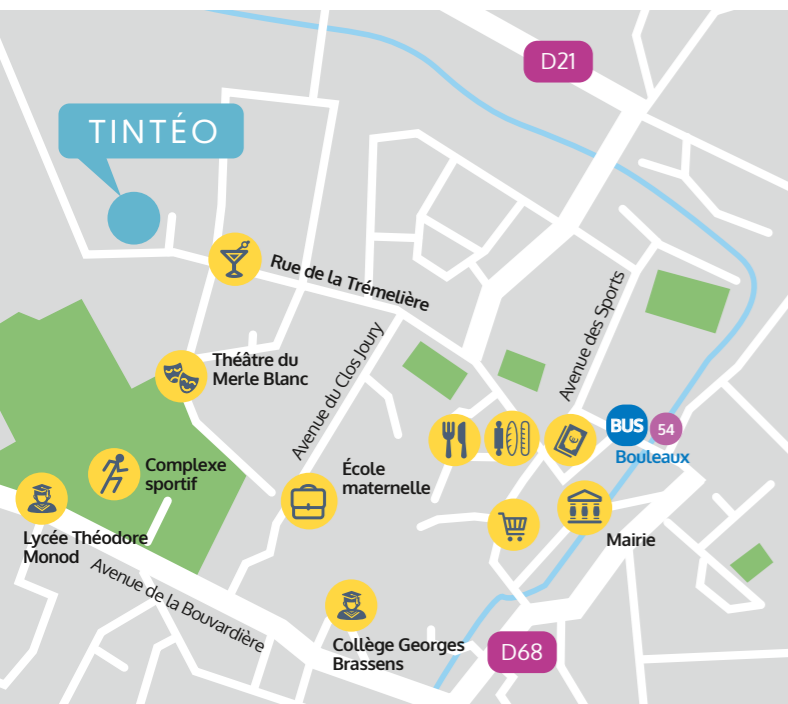 D21
TINTÉO
Rue de la Trémelière
Avenue des Sports
Avenue du Clos Joury
Théâtre du
Merle Blanc
BUS 54
Bouleaux
Complexe
sportif
École
maternelle
Lycée Théodore
Monod
Mairie
Avenue de la Bouvardière
Collège Georges
Brassens
D68